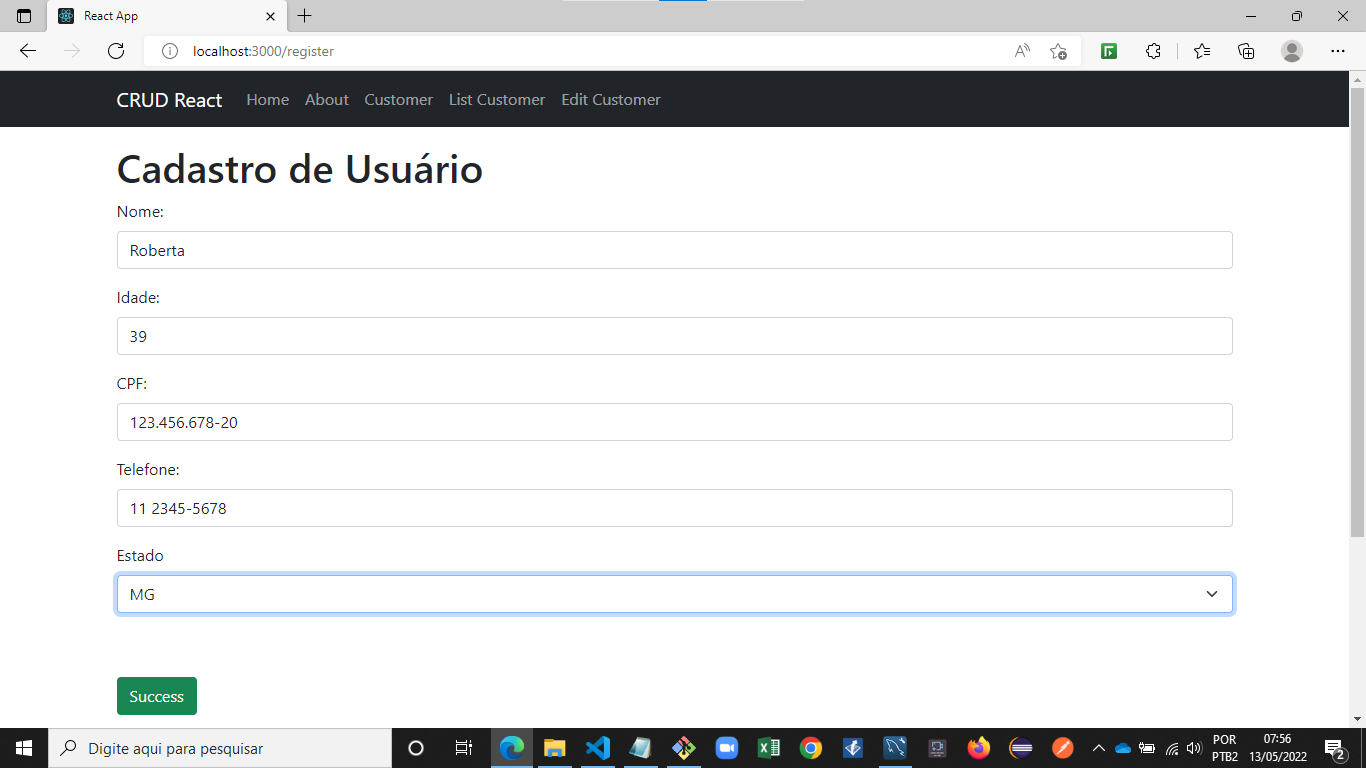 React App
localhost:3000/register
CRUD React Home About Customer List Customer Edit Customer
Cadastro de Usuário
Nome:
Roberta
Idade:
39
CPF:
123.456.678-20
Telefone:
11 2345-5678
Estado
MG
Success
Digite aqui para pesquisar
POR
PTB2
07:56
13/05/2022
2